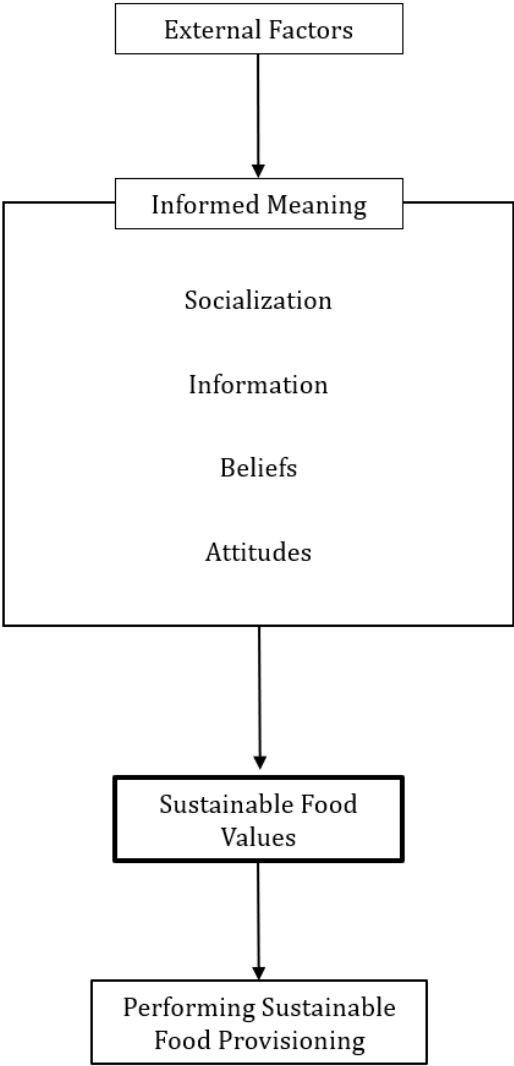 External Factors
Informed Meaning
Socialization
Information
Beliefs
Attitudes
Sustainable Food
Values
Performing Sustainable
Food Provisioning